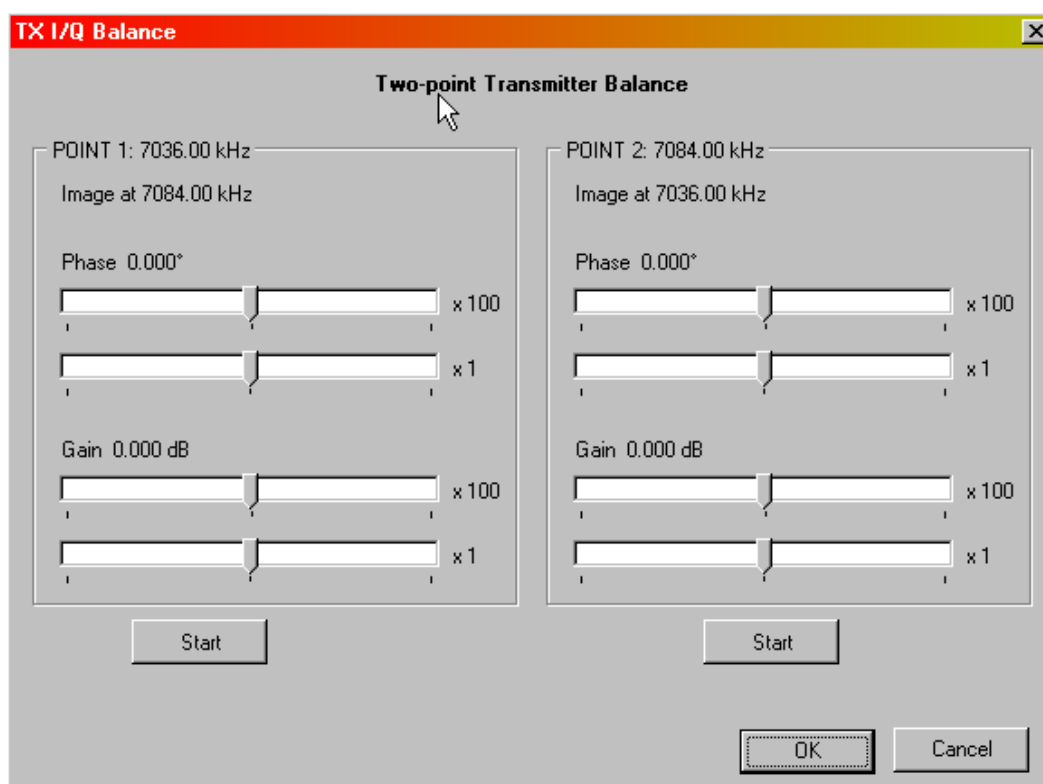 TX I/Q Balance
Two-point Transmitter Balance
POINT 1: 7036.00 kHz
Image at 7084.00 kHz
Phase 0.000°
x 100
x 1
Gain 0.000 dB
x 100
x 1
Start
POINT 2: 7084.00 kHz
Image at 7036.00 kHz
Phase 0.000°
x 100
x 1
Gain 0.000 dB
x 100
x 1
Start
OK
Cancel